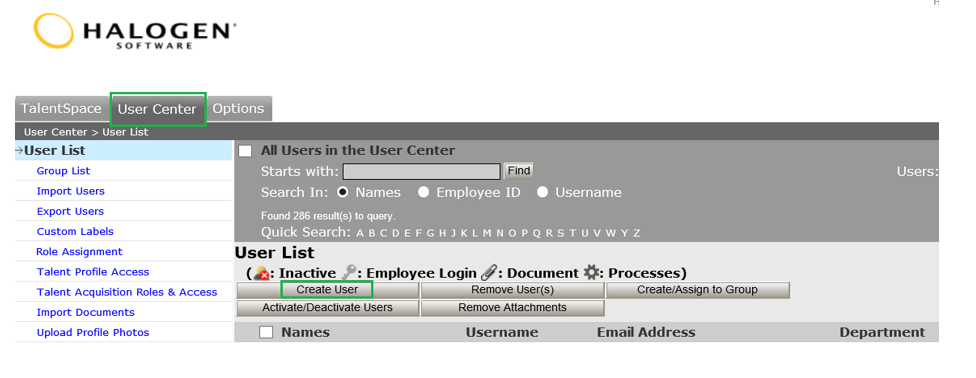 H
HALOGEN
SOFTWARE
TalentSpace User Center Options
User Center > User List
→User List
Group List
Import Users
Export Users
Custom Labels
Role Assignment
Talent Profile Access
Talent Acquisition Roles & Access
Import Documents
Upload Profile Photos
All Users in the User Center
Starts with: Find Users:
Search In: Names Employee ID Username
Found 286 result(s) to query.
Quick Search: A B C D E F G H J K L M N O P Q R S T U V W Y Z
User List
( : Inactive : Employee Login : Document : Processes)
Create User Remove User(s) Create/Assign to Group
Activate/Deactivate Users Remove Attachments
Names Username Email Address Department